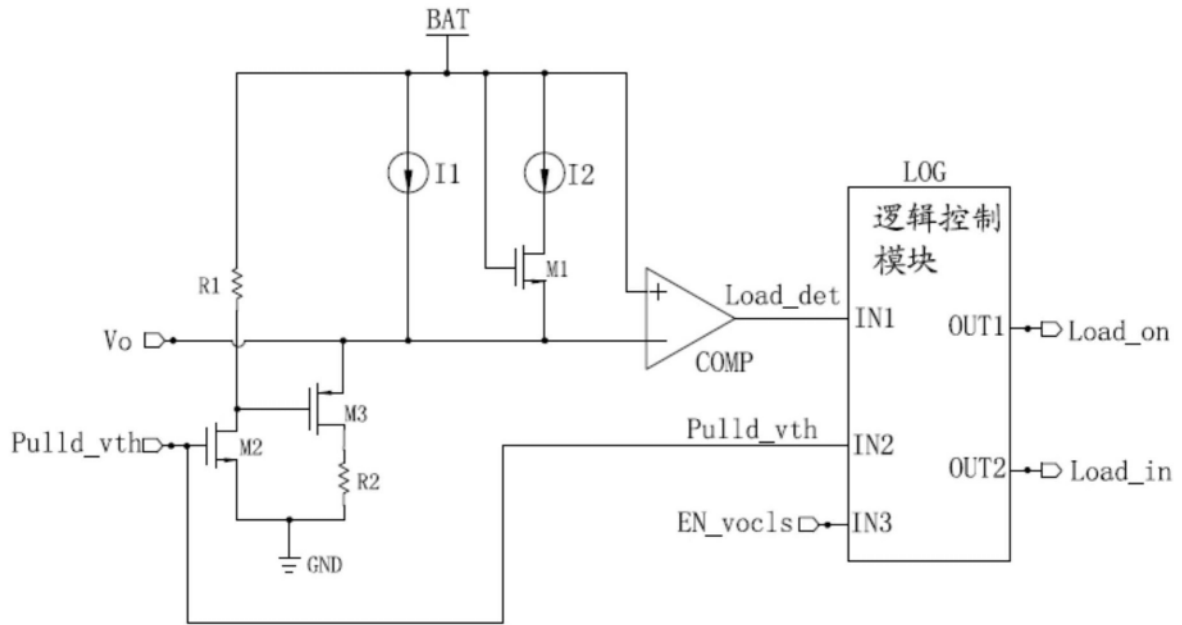 BAT
I1
I2
LOG
逻辑控制
模块
R1
M1
Load_det
IN1
OUT1
Load_on
Vo
COMP
M3
Pulld_vth
M2
Pulld_vth
IN2
R2
OUT2
Load_in
EN_vocls
IN3
GND